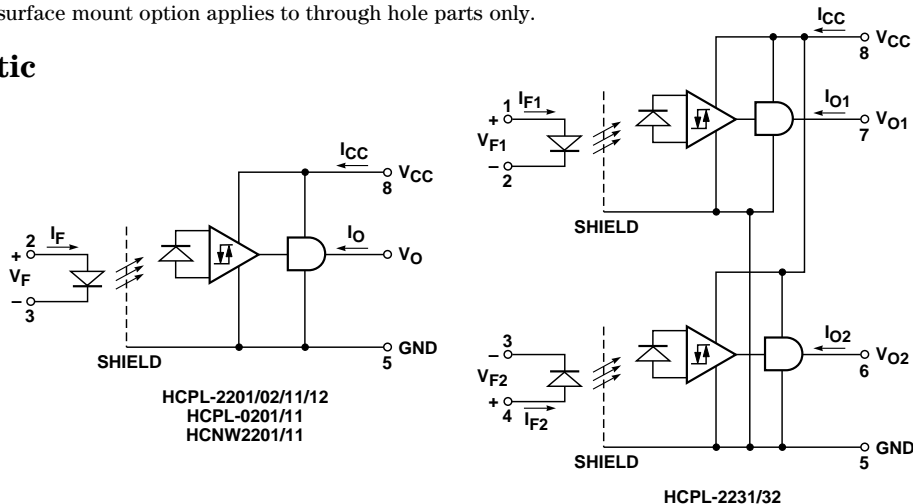 surface mount option applies to through hole parts only.
tic
ICC
8 VCC
IO
VO
2 IF
+
VF
–
3
SHIELD
5 GND
HCPL-2201/02/11/12
HCPL-0201/11
HCNW2201/11
ICC
8 VCC
1 IF1
+
VF1
–
2
IO1
7 VO1
SHIELD
3
–
VF2
+
4 IF2
IO2
6 VO2
SHIELD
5 GND
HCPL-2231/32